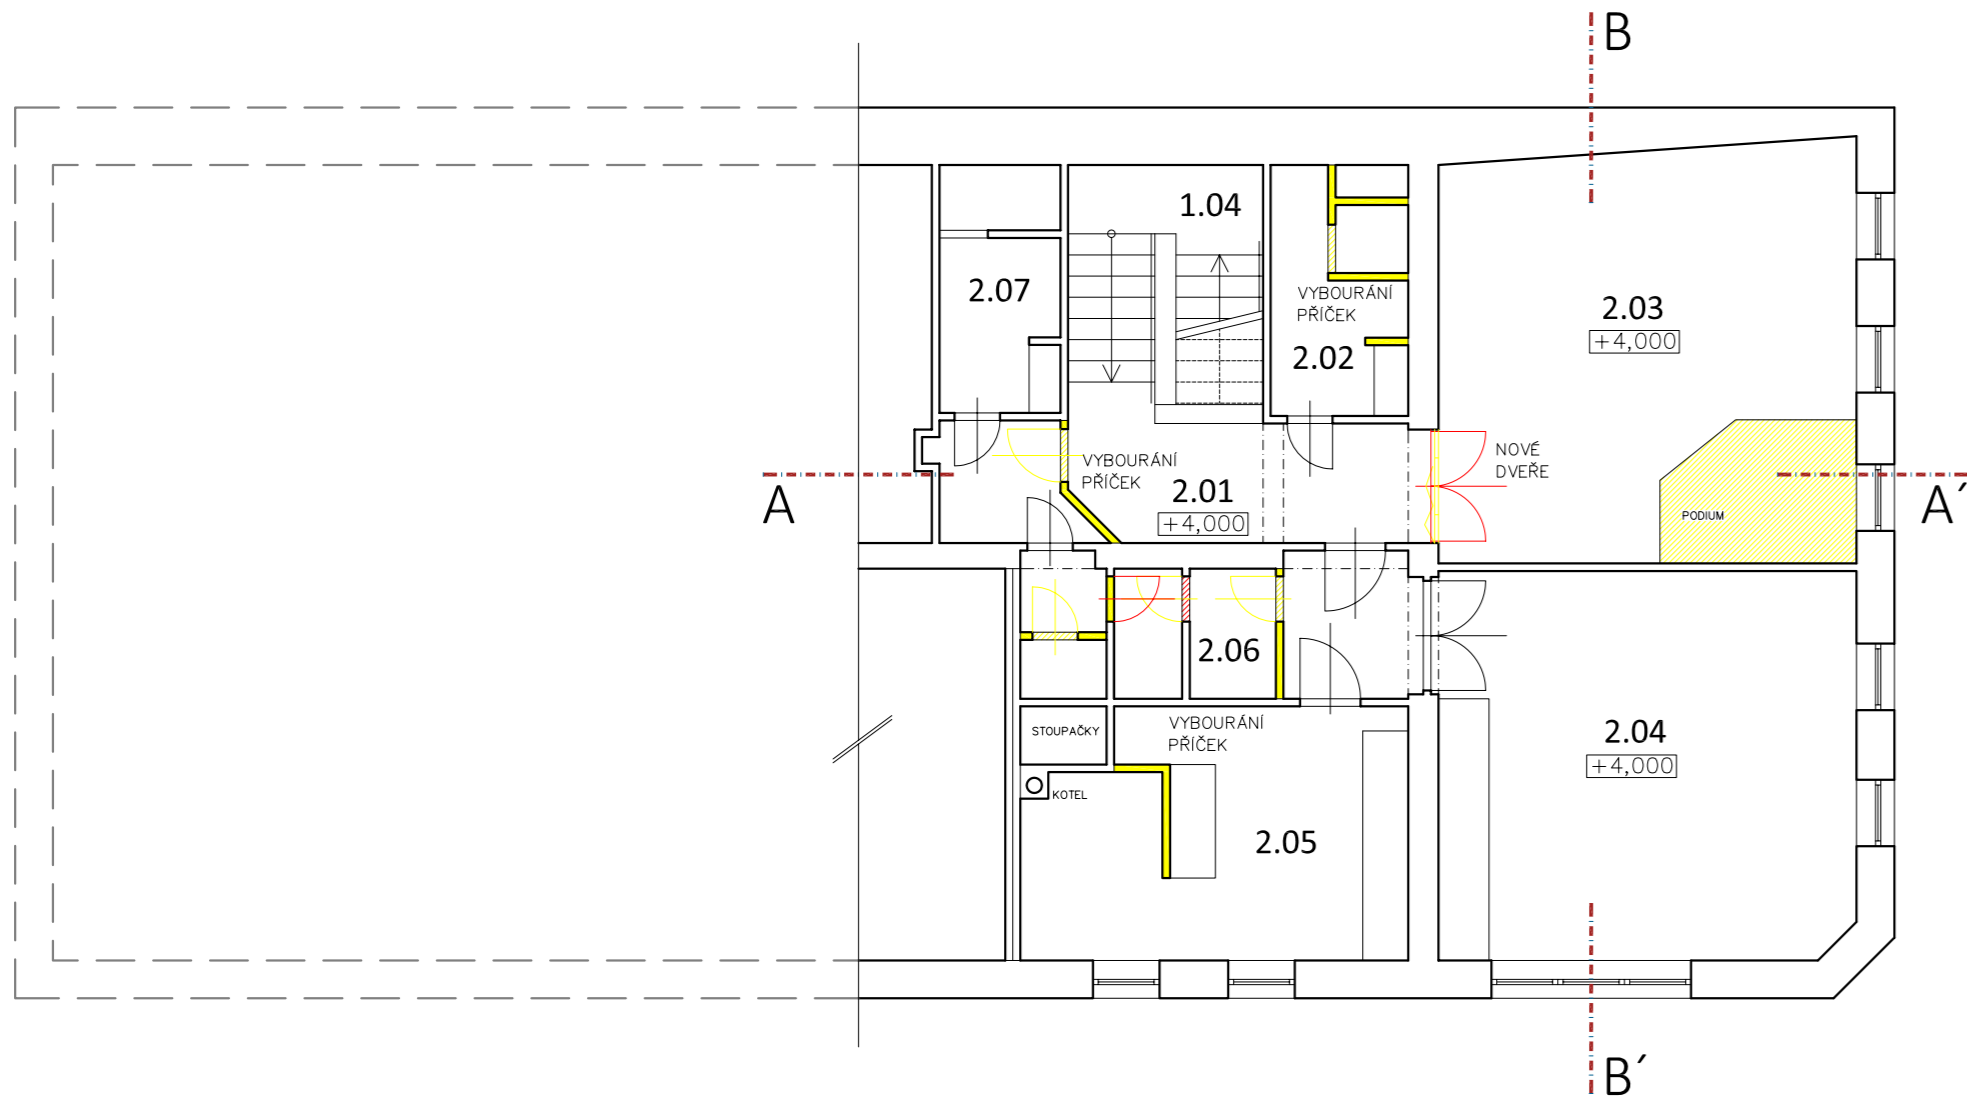 B
1.04
2.07
VYBOURÁNÍ
PŘÍČEK
2.02
2.03
+4,000
VYBOURÁNÍ
PŘÍČEK
2.01
+4,000
NOVÉ
DVEŘE
A
A´
PODIUM
2.06
STOUPAČKY
VYBOURÁNÍ
PŘÍČEK
2.04
+4,000
KOTEL
2.05
B´